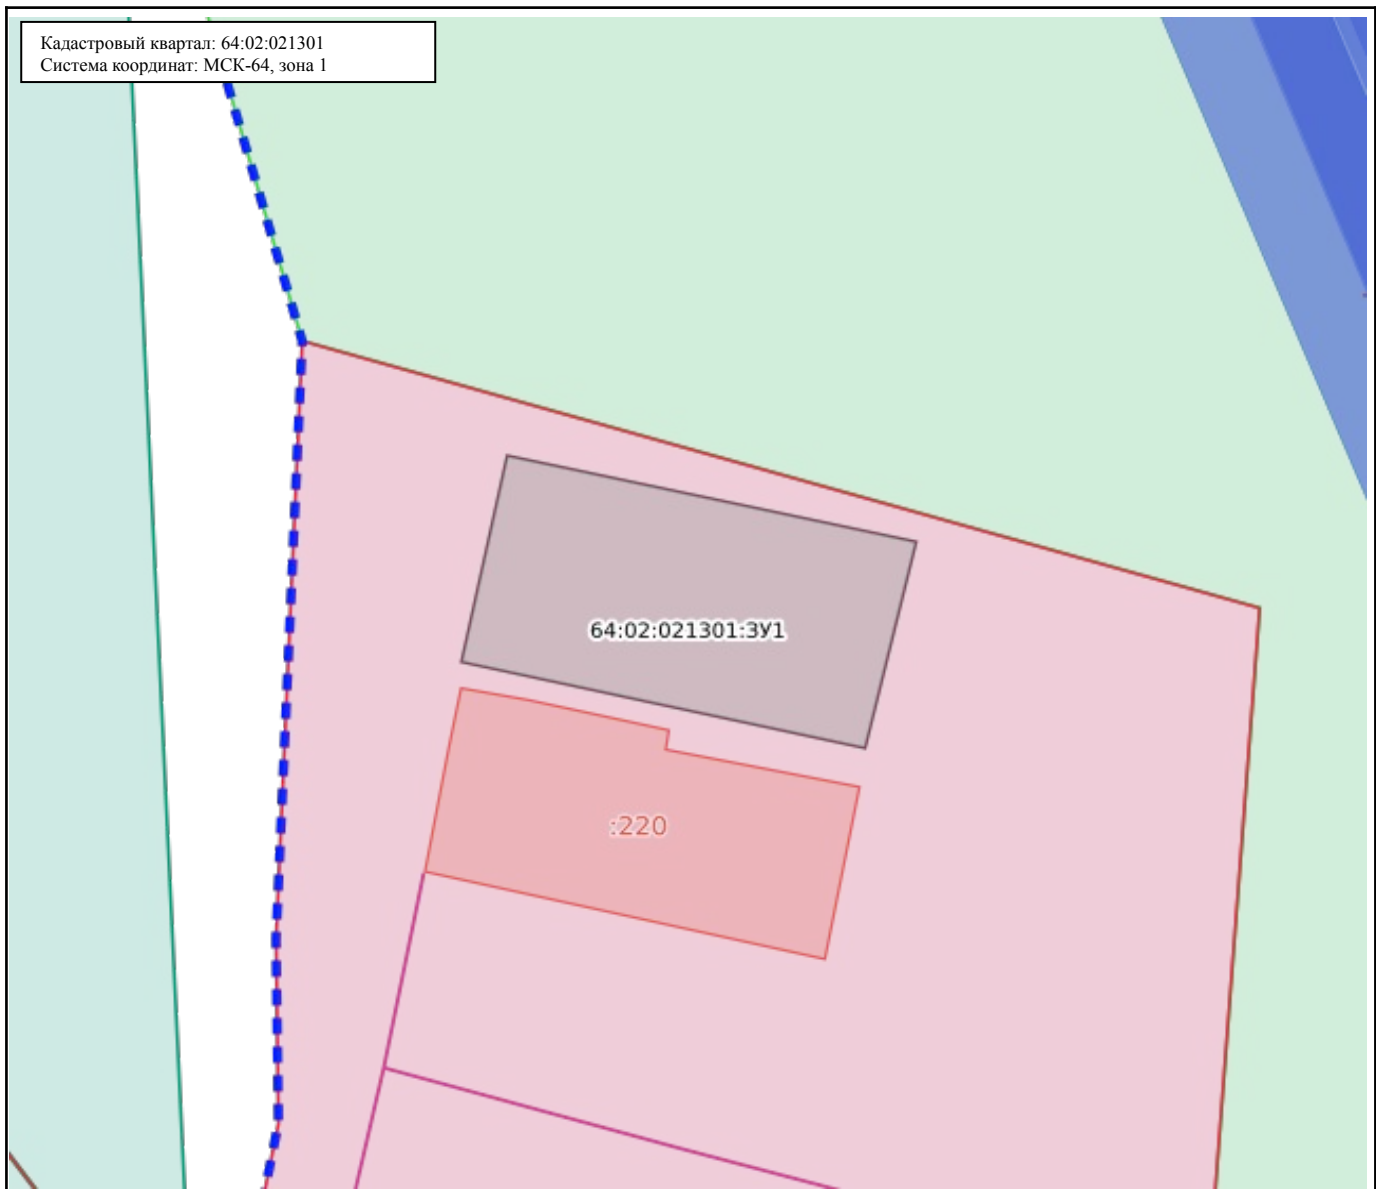 Кадастровый квартал: 64:02:021301
Система координат: МСК-64, зона 1
64:02:021301:ЗУ1
:220